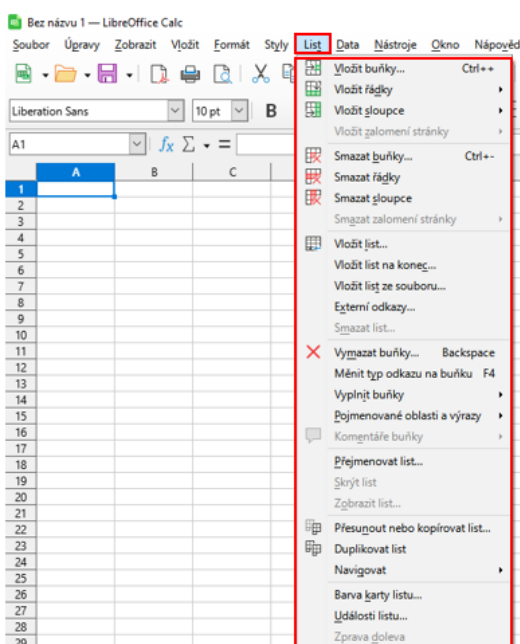 Bez názvu 1 — LibreOffice Calc
Soubor Úpravy Zobrazit Vložit Formát Styly List Data Nástroje Okno Nápověd
Liberation Sans 10 pt B
A1 fx Σ =
A B C
1
2
3
4
5
6
7
8
9
10
11
12
13
14
15
16
17
18
19
20
21
22
23
24
25
26
27
28
29
Vložit buňky... Ctrl++
Vložit řádky
Vložit sloupce
Vložit zalomení stránky
Smazat buňky... Ctrl+-
Smazat řádky
Smazat sloupce
Smazat zalomení stránky
Vložit list...
Vložit list na konec...
Vložit list ze souboru...
Externí odkazy...
Smazat list...
Vymazat buňky... Backspace
Měnit typ odkazu na buňku F4
Vyplnit buňky
Pojmenované oblasti a výrazy
Komentáře buňky
Přejmenovat list...
Skrýt list
Zobrazit list...
Přesunout nebo kopírovat list...
Duplikovat list
Navigovat
Barva karty listu...
Události listu...
Zprava doleva